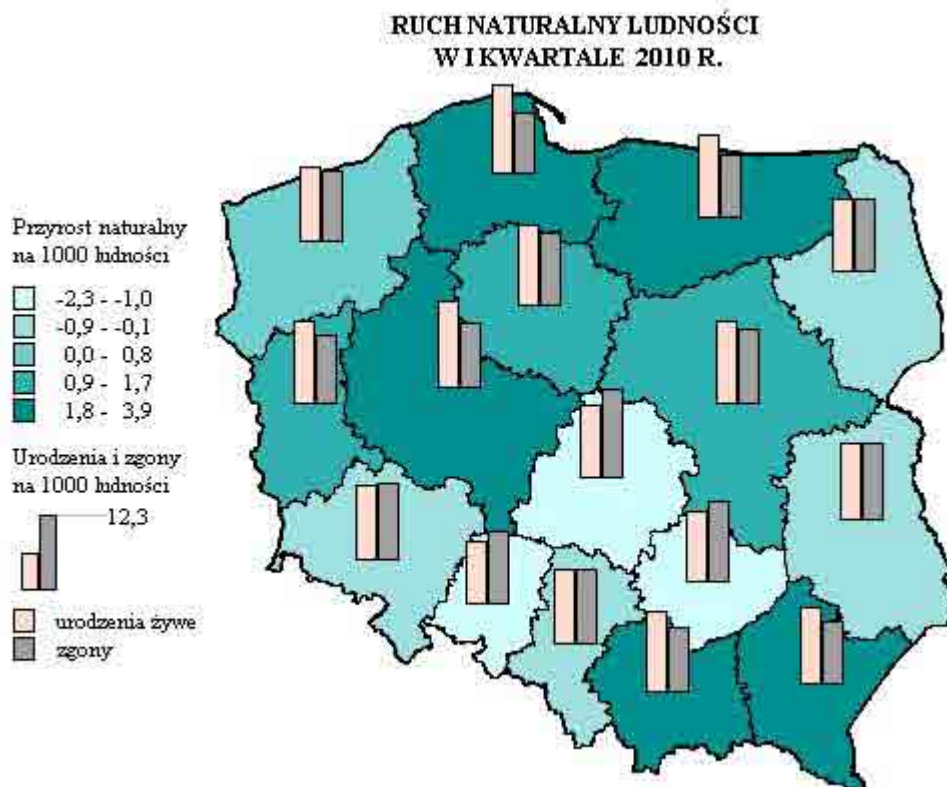 RUCH NATURALNY LUDNOŚCI
W I KWARTALE 2010 R.
Przyrost naturalny
na 1000 ludności
-2,3 - -1,0
-0,9 - -0,1
0,0 - 0,8
0,9 - 1,7
1,8 - 3,9
Urodzenia i zgony
na 1000 ludności
12,3
urodzenia żywe
zgony